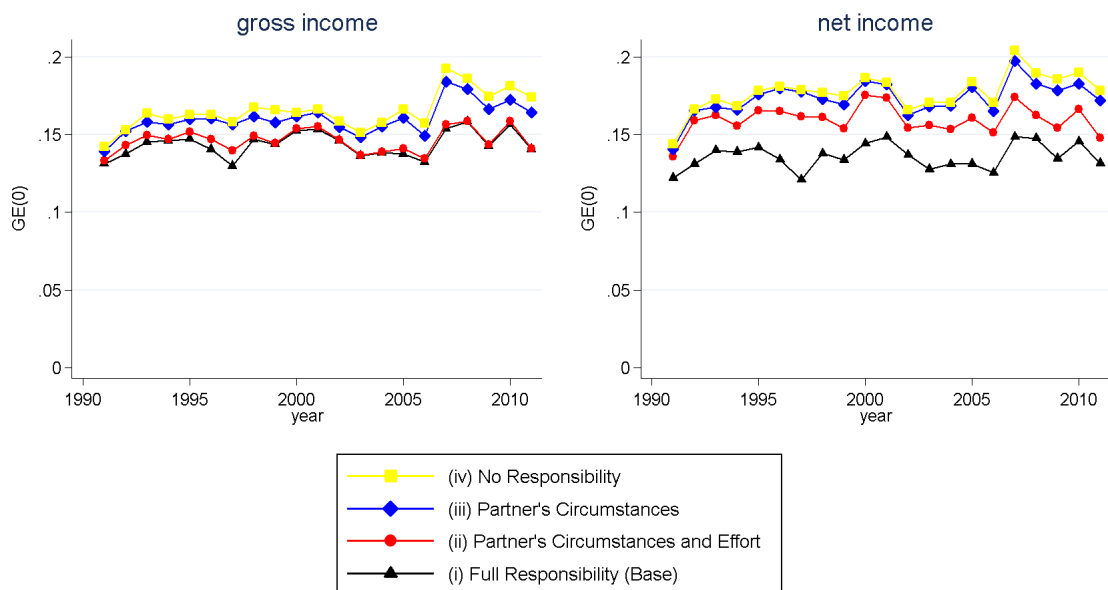 gross income
.2
.15
.1
.05
0
GE(0)
1990
1995
2000
2005
2010
year
net income
.2
.15
.1
.05
0
GE(0)
1990
1995
2000
2005
2010
year
(iv) No Responsibility
(iii) Partner's Circumstances
(ii) Partner's Circumstances and Effort
(i) Full Responsibility (Base)